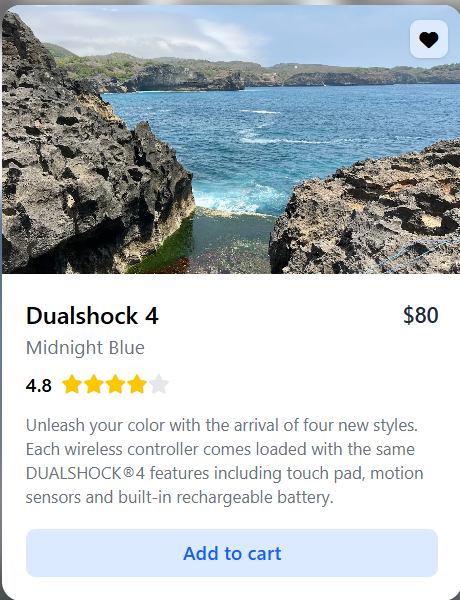 Dualshock 4
$80
Midnight Blue
4.8
Unleash your color with the arrival of four new styles.
Each wireless controller comes loaded with the same
DUALSHOCK®4 features including touch pad, motion
sensors and built-in rechargeable battery.
Add to cart